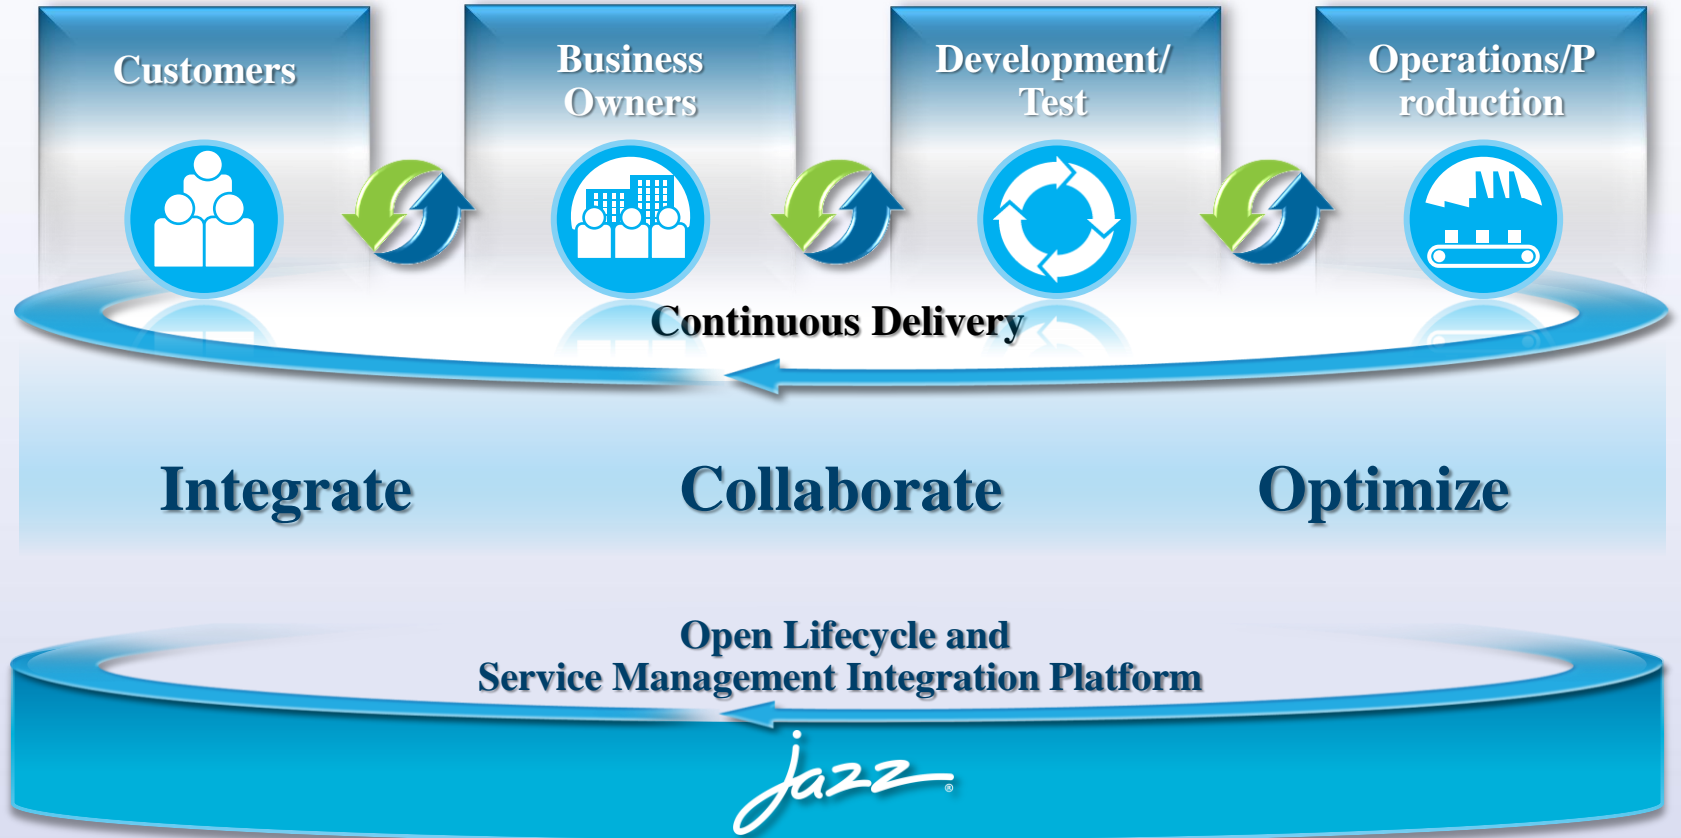 Customers
Business
Owners
Development/
Test
Operations/P
roduction
Continuous Delivery
Integrate
Collaborate
Optimize
Open Lifecycle and
Service Management Integration Platform
jazz®